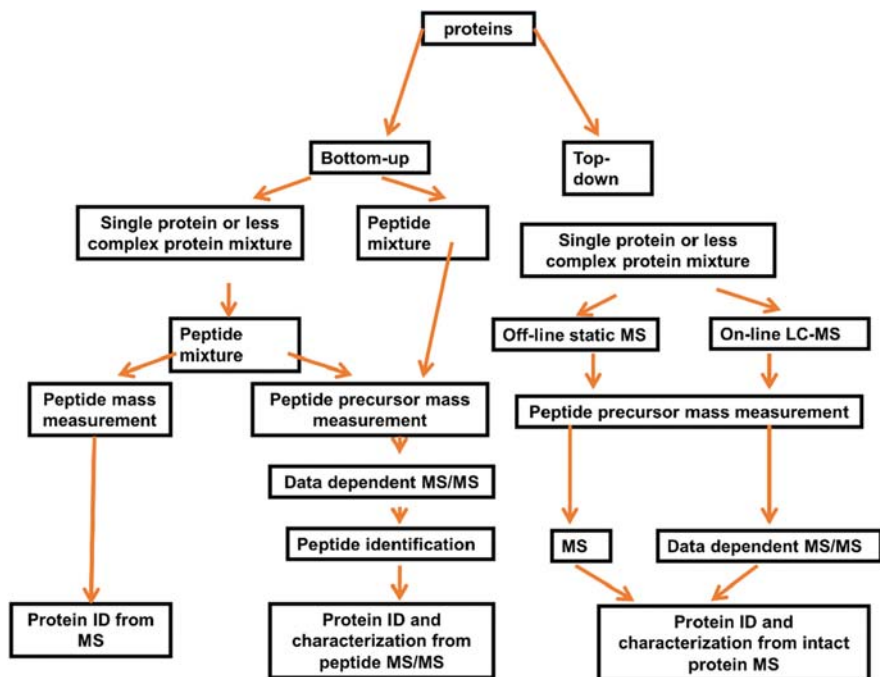 proteins
Bottom-up
Top-
down
Single protein or less
complex protein mixture
Peptide
mixture
Single protein or less
complex protein mixture
Peptide
mixture
Off-line static MS
On-line LC-MS
Peptide mass
measurement
Peptide precursor mass
measurement
Peptide precursor mass measurement
Data dependent MS/MS
Peptide identification
MS
Data dependent MS/MS
Protein ID from
MS
Protein ID and
characterization from
peptide MS/MS
Protein ID and
characterization from intact
protein MS